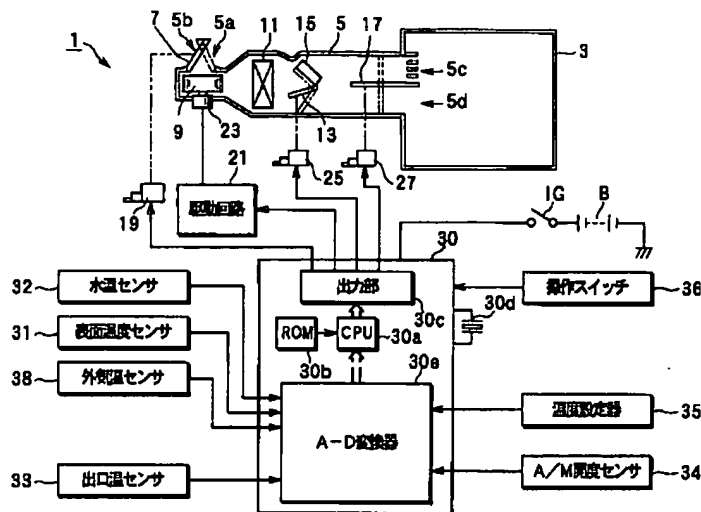 1
7
5b
5a
11
15
5
17
3
5c
5d
9
23
13
25
27
21
駆動回路
19
IG
B
30
32
水温センサ
出力部
30c
操作スイッチ
36
30d
31
表面温度センサ
ROM
CPU
30a
30b
30e
38
外気温センサ
A-D変換器
温度設定器
35
33
出口温センサ
A/M開度センサ
34